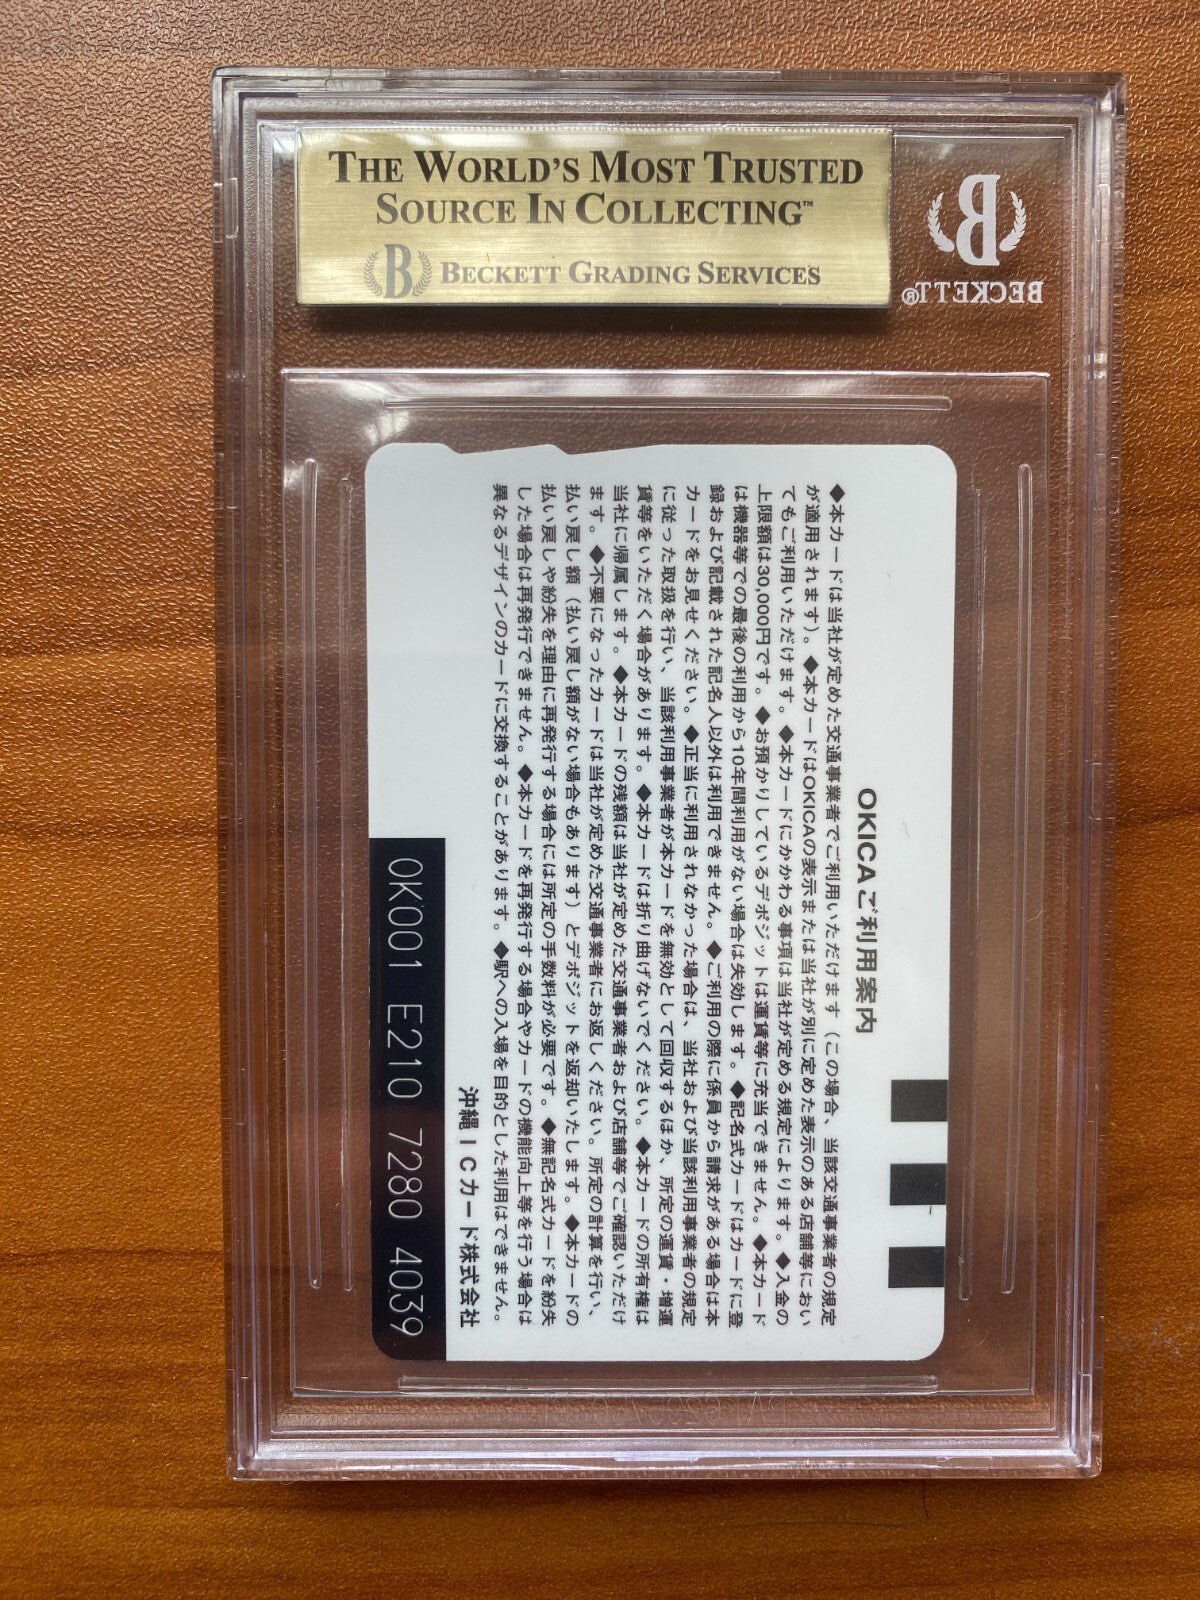 THE WORLD'S MOST TRUSTED
SOURCE IN COLLECTING™
B BECKETT GRADING SERVICES
B
BECKETT®
OKICAご利用案内
◆本カードは当社が定めた交通事業者でご利用いただけます（この場合、当該交通事業者の規定
が適用されます）。◆本カードはOKICAの表示または当社が別に定めた表示のある店舗等におい
てもご利用いただけます。◆本カードにかかわる事項は当社が定める規定によります。◆入金の
上限額は30,000円です。◆お預かりしているデポジットは運賃等に充当できません。◆本カード
は機器等での最後の利用から10年間利用がない場合は失効します。◆記名式カードはカードに登
録および記載された記名人以外は利用できません。◆ご利用の際に係員から請求がある場合は本
カードをお見せください。◆正当に利用されなかった場合は、当社および当該利用事業者の規定
に従った取扱を行い、当該利用事業者が本カードを無効として回収するほか、所定の運賃・増運
賃等をいただく場合があります。◆本カードは折り曲げないでください。◆本カードの所有権は
当社に帰属します。◆本カードの残額は当社が定めた交通事業者および店舗等でご確認いただけ
ます。◆不要になったカードは当社が定めた交通事業者にお返しください。所定の計算を行い、
払い戻し額（払い戻し額がない場合もあります）とデポジットを返却いたします。◆本カードの
払い戻しや紛失を理由に再発行する場合には所定の手数料が必要です。◆無記名式カードを紛失
した場合は再発行できません。◆本カードを再発行する場合やカードの機能向上等を行う場合は
異なるデザインのカードに交換することがあります。◆駅への入場を目的とした利用はできません。
沖縄ＩＣカード株式会社
OK001 E210 7280 4039